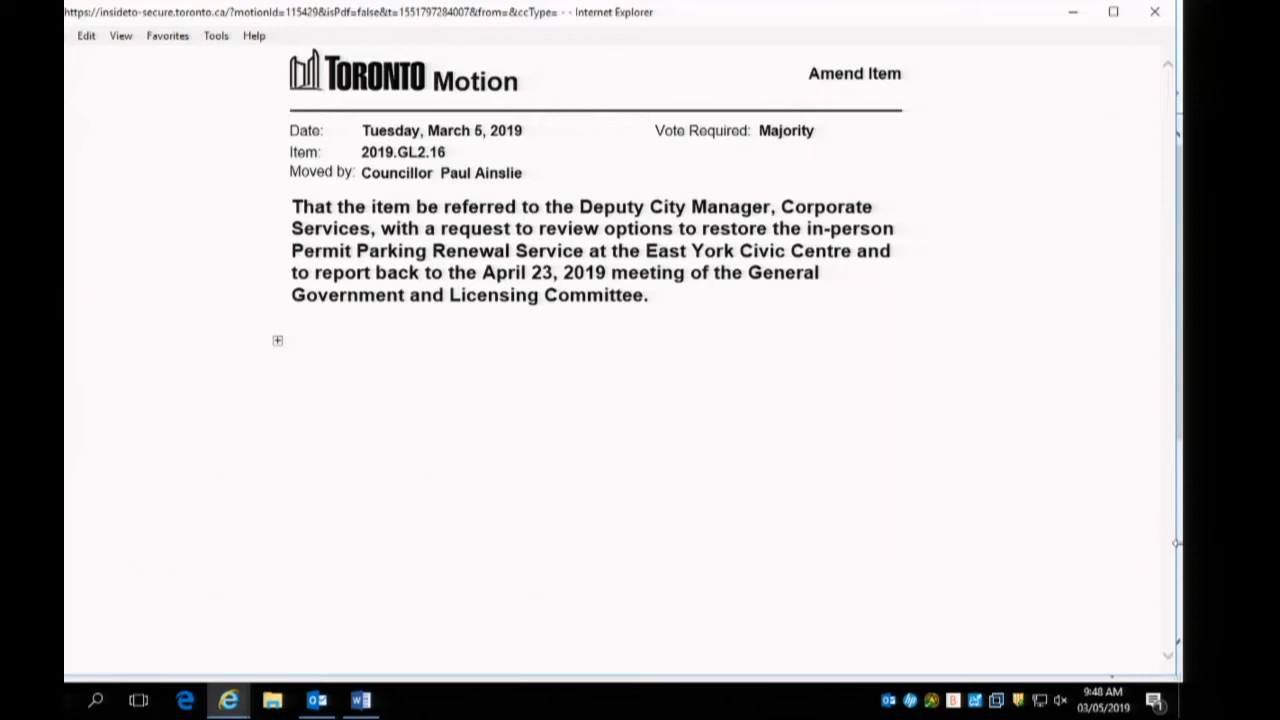 https://insideto-secure.toronto.ca/?motionId=115429&isPdf=false&t=1551797284007&from=&ccType= - - Internet Explorer
Edit View Favorites Tools Help
TORONTO Motion
Amend Item
Date: Tuesday, March 5, 2019 Vote Required: Majority
Item: 2019.GL2.16
Moved by: Councillor Paul Ainslie
That the item be referred to the Deputy City Manager, Corporate
Services, with a request to review options to restore the in-person
Permit Parking Renewal Service at the East York Civic Centre and
to report back to the April 23, 2019 meeting of the General
Government and Licensing Committee.
9:48 AM
03/05/2019